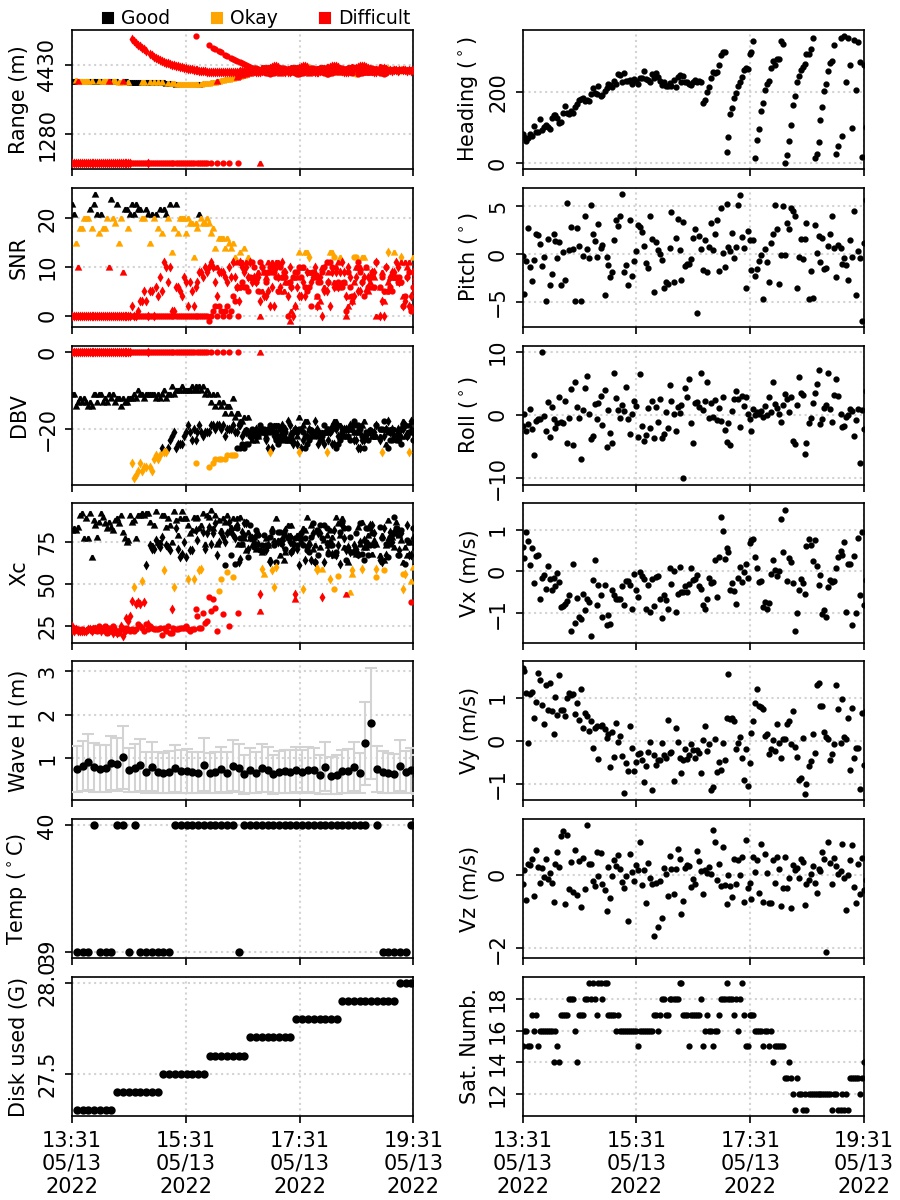 Good Okay Difficult
Range (m)
4430
1280
Heading (°)
200
0
SNR
20
10
0
Pitch (°)
5
0
−5
DBV
0
−20
Roll (°)
10
0
−10
Xc
75
50
25
Vx (m/s)
1
0
−1
Wave H (m)
3
2
1
Vy (m/s)
1
0
−1
Temp (°C)
40
39
Vz (m/s)
0
−2
Disk used (G)
28.0
27.5
Sat. Numb.
18
16
14
12
13:31 15:31 17:31 19:31
05/13 05/13 05/13 05/13
2022 2022 2022 2022
13:31 15:31 17:31 19:31
05/13 05/13 05/13 05/13
2022 2022 2022 2022